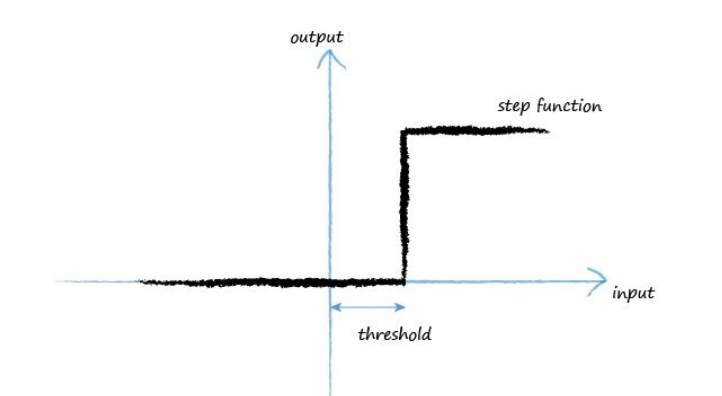 output
step function
input
threshold